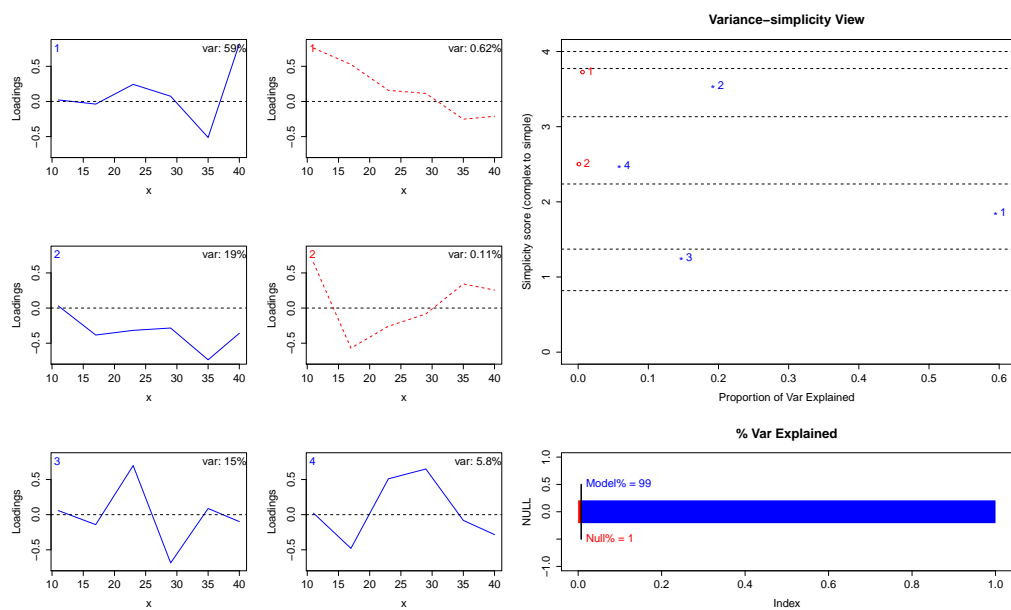 1
var: 59%
0.5
0.0
−0.5
Loadings
10 15 20 25 30 35 40
x
1
var: 0.62%
0.5
0.0
−0.5
Loadings
10 15 20 25 30 35 40
x
2
var: 19%
0.5
0.0
−0.5
Loadings
10 15 20 25 30 35 40
x
2
var: 0.11%
0.5
0.0
−0.5
Loadings
10 15 20 25 30 35 40
x
3
var: 15%
0.5
0.0
−0.5
Loadings
10 15 20 25 30 35 40
x
4
var: 5.8%
0.5
0.0
−0.5
Loadings
10 15 20 25 30 35 40
x
Variance−simplicity View
4
3
2
1
0
Simplicity score (complex to simple)
1
2
2
4
1
3
0.0 0.1 0.2 0.3 0.4 0.5 0.6
Proportion of Var Explained
% Var Explained
1.0
0.5
0.0
−1.0
NULL
Model% = 99
Null% = 1
0.0 0.2 0.4 0.6 0.8 1.0
Index